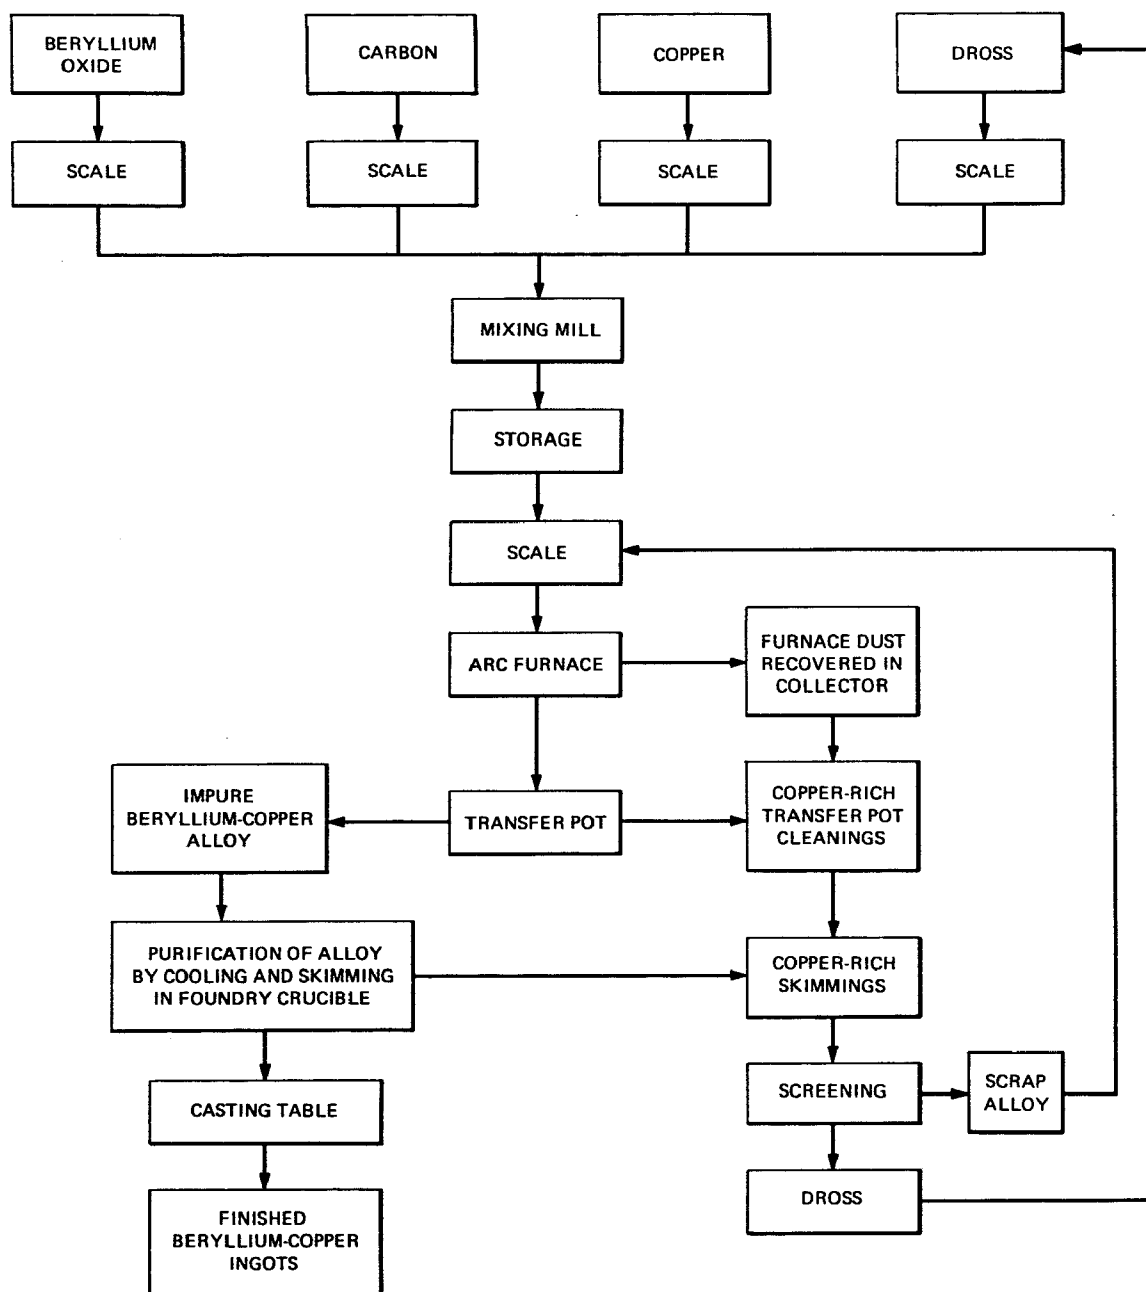 BERYLLIUM
OXIDE
CARBON
COPPER
DROSS
SCALE
SCALE
SCALE
SCALE
MIXING MILL
STORAGE
SCALE
ARC FURNACE
FURNACE DUST
RECOVERED IN
COLLECTOR
IMPURE
BERYLLIUM-COPPER
ALLOY
TRANSFER POT
COPPER-RICH
TRANSFER POT
CLEANINGS
PURIFICATION OF ALLOY
BY COOLING AND SKIMMING
IN FOUNDRY CRUCIBLE
COPPER-RICH
SKIMMINGS
CASTING TABLE
SCREENING
SCRAP
ALLOY
DROSS
FINISHED
BERYLLIUM-COPPER
INGOTS